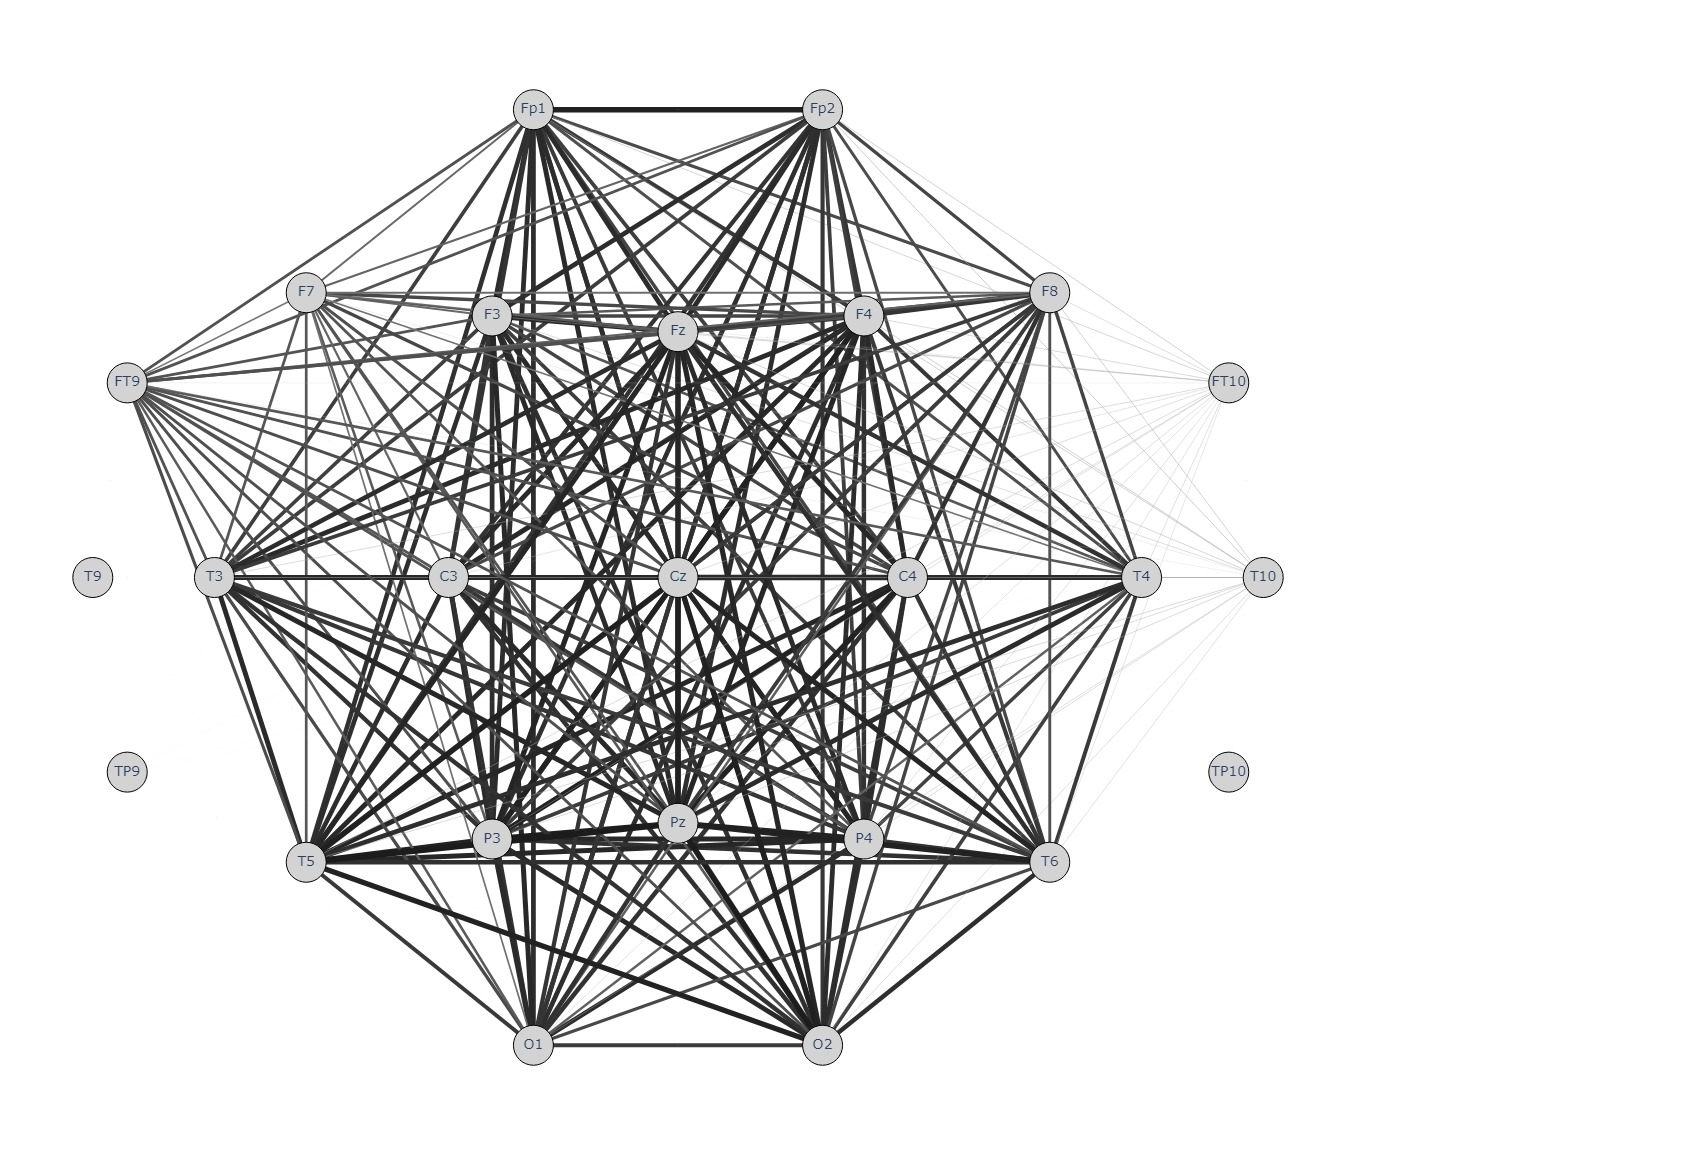 Fp1 Fp2
F7 F3 Fz F4 F8
FT9 FT10
T9 T3 C3 Cz C4 T4 T10
TP9 TP10
T5 P3 Pz P4 T6
O1 O2